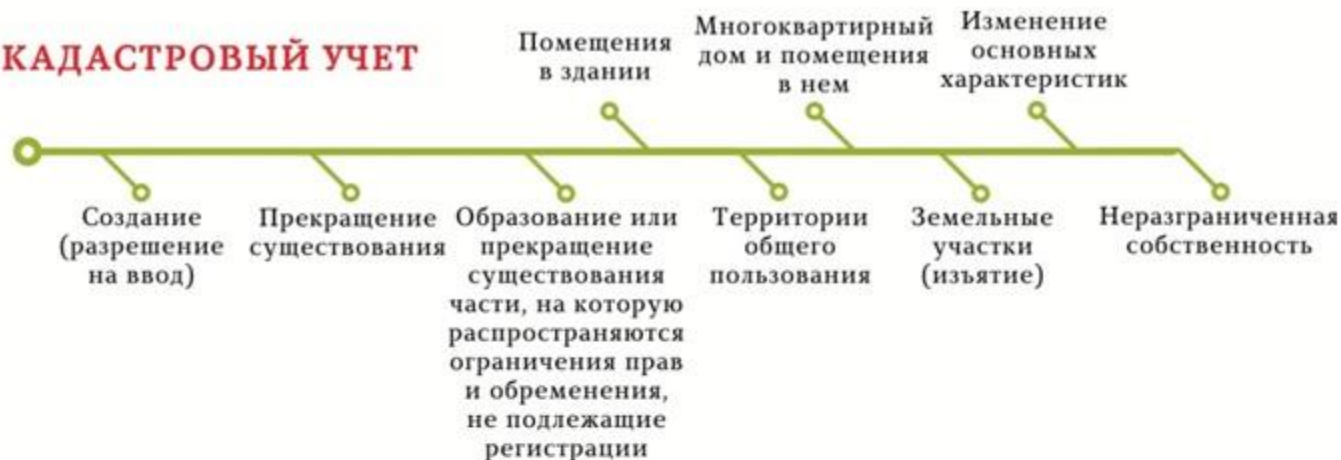 КАДАСТРОВЫЙ УЧЕТ
Помещения
в здании
Многоквартирный
дом и помещения
в нем
Изменение
основных
характеристик
Создание
(разрешение
на ввод)
Прекращение
существования
Образование или
прекращение
существования
части, на которую
распространяются
ограничения прав
и обременения,
не подлежащие
регистрации
Территории
общего
пользования
Земельные
участки
(изъятие)
Неразграниченная
собственность